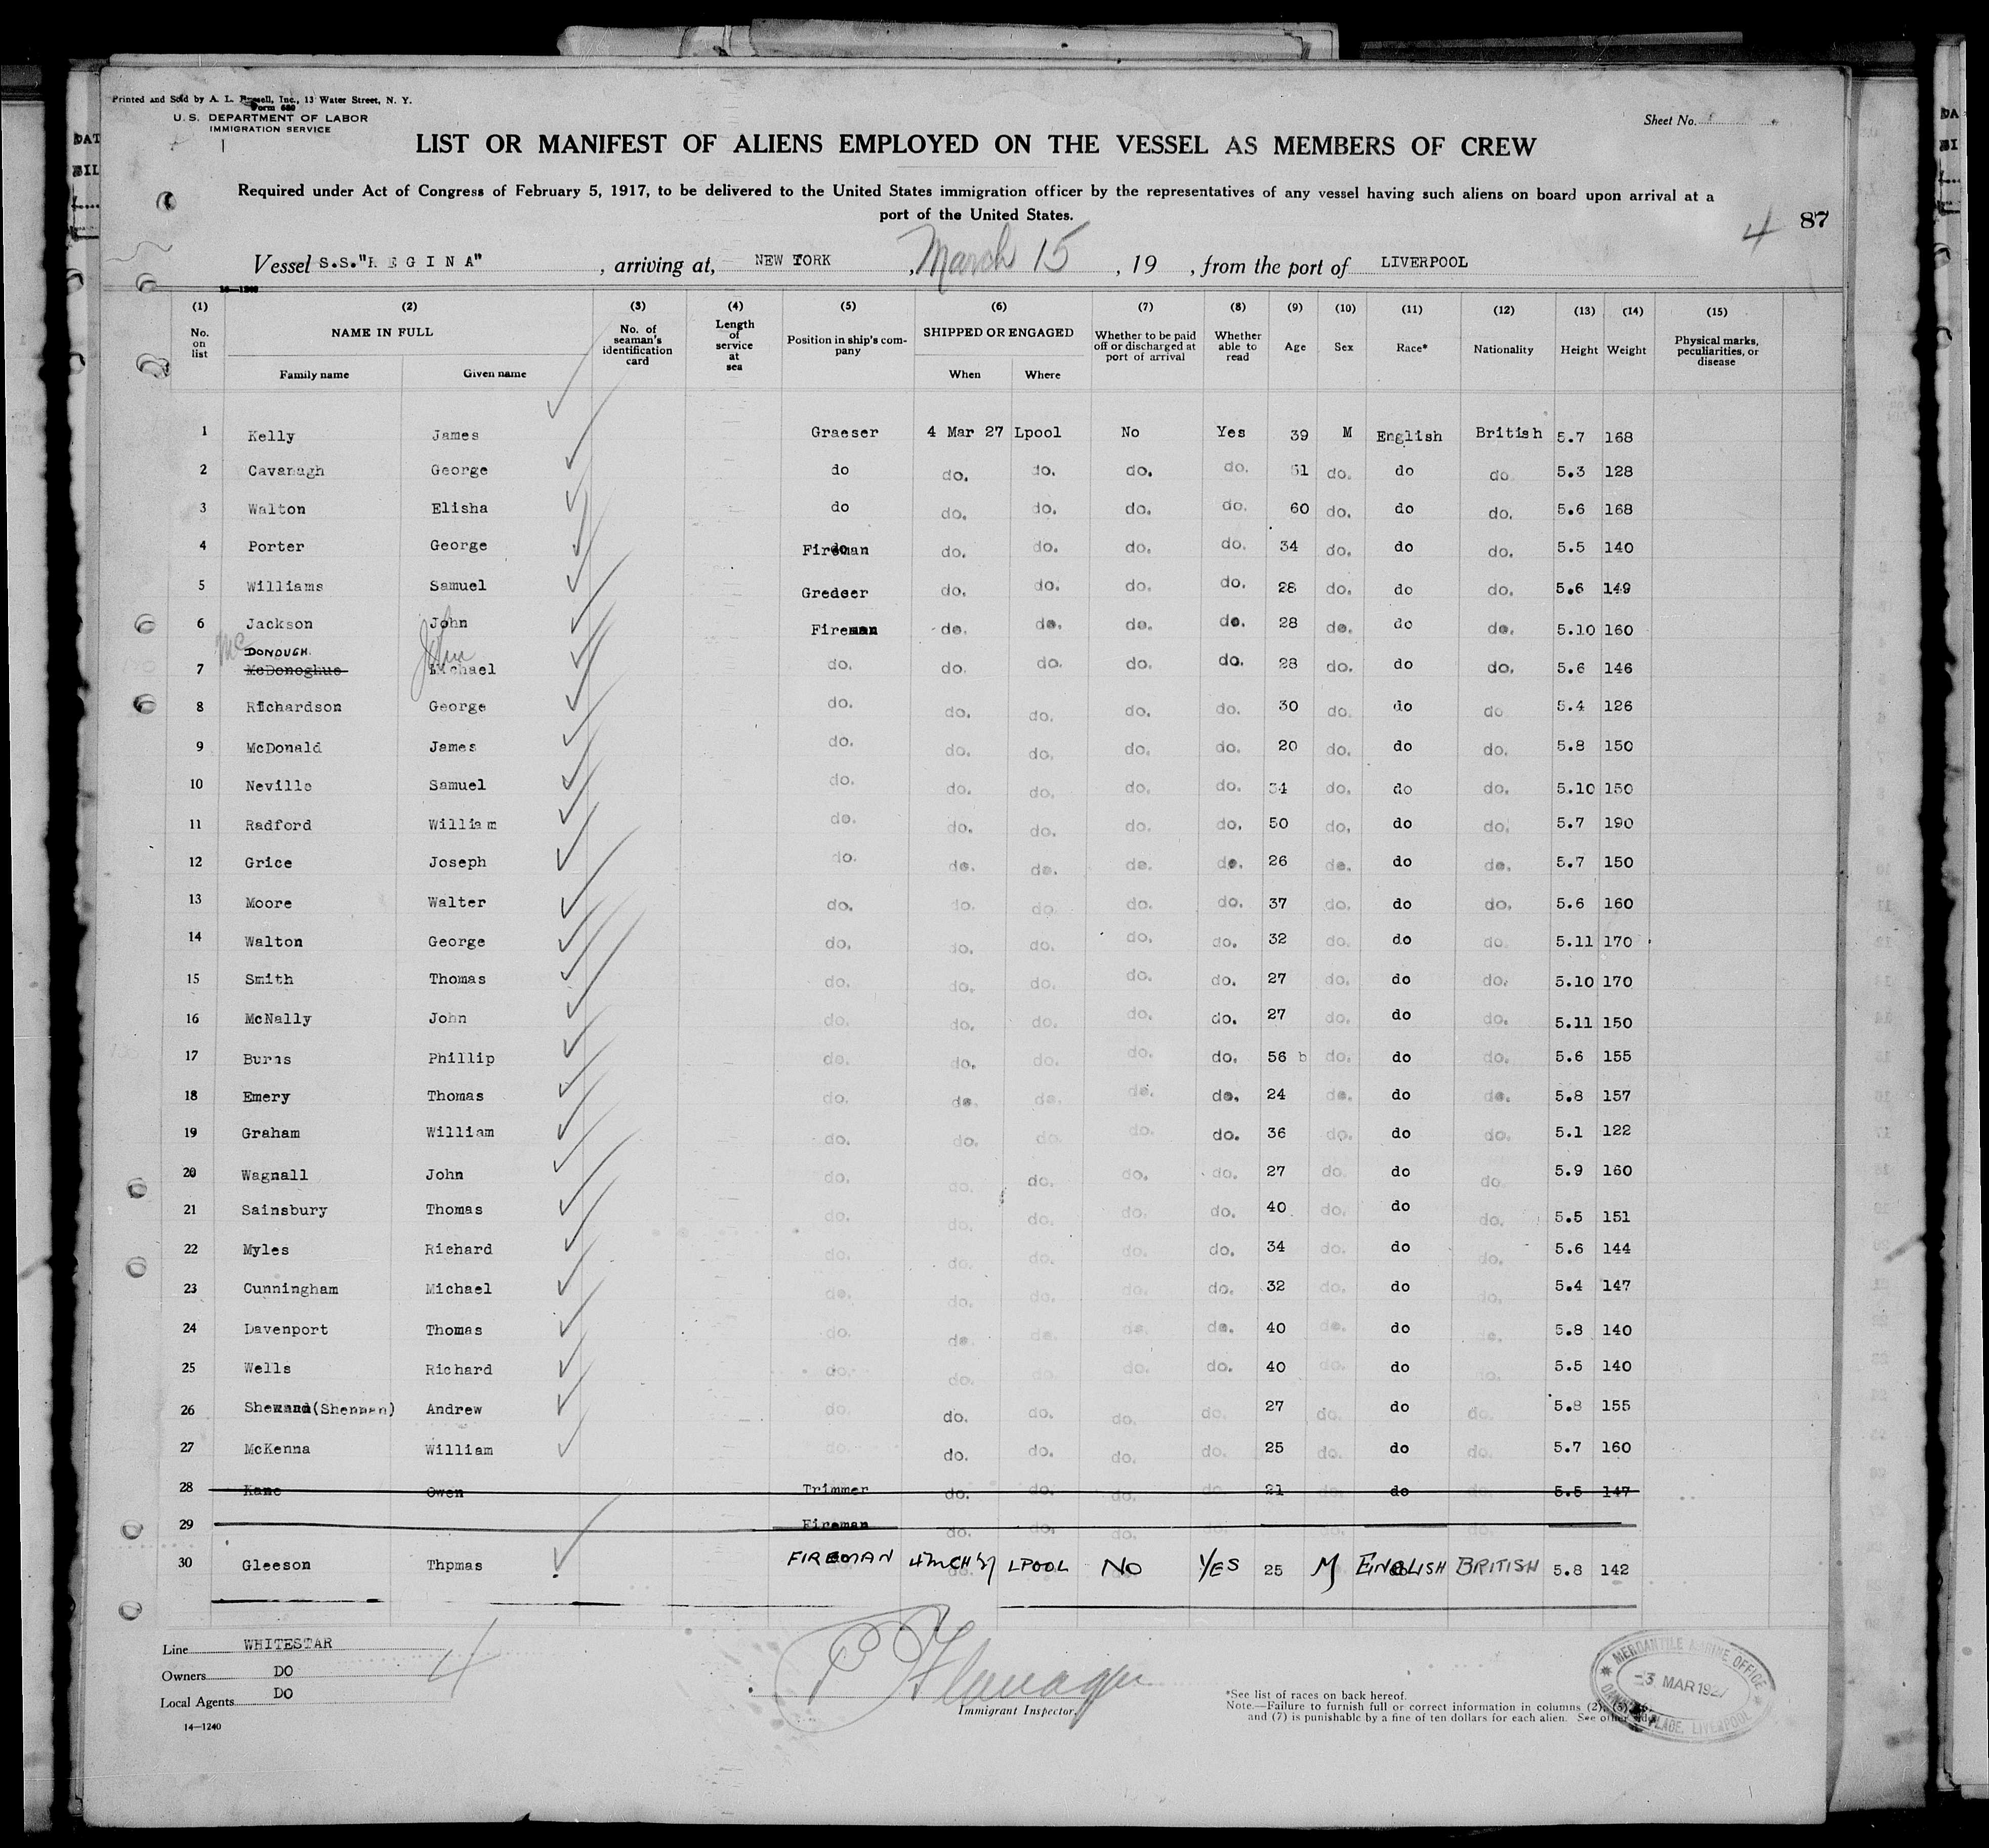 Printed and Sold by A. L. Russell, Inc., 13 Water Street, N. Y.
Form 680
U. S. DEPARTMENT OF LABOR
IMMIGRATION SERVICE
Sheet No.
LIST OR MANIFEST OF ALIENS EMPLOYED ON THE VESSEL AS MEMBERS OF CREW
Required under Act of Congress of February 5, 1917, to be delivered to the United States immigration officer by the representatives of any vessel having such aliens on board upon arrival at a
port of the United States.
4 87
Vessel S.S."REGINA", arriving at, NEW YORK, March 15, 19 , from the port of LIVERPOOL
(1) (2) (3) (4) (5) (6) (7) (8) (9) (10) (11) (12) (13) (14) (15)
No. on list NAME IN FULL Family name Given name No. of seaman's identification card Length of service at sea Position in ship's company SHIPPED OR ENGAGED When Where Whether to be paid off or discharged at port of arrival Whether able to read Age Sex Race* Nationality Height Weight Physical marks, peculiarities, or disease
1 Kelly James Graeser 4 Mar 27 Lpool No Yes 39 M English British 5.7 168
2 Cavanagh George do do. do. do. do. 51 do. do do. 5.3 128
3 Walton Elisha do do. do. do. do. 60 do. do do. 5.6 168
4 Porter George Fireman do. do. do. do. 34 do. do do. 5.5 140
5 Williams Samuel Gredser do. do. do. do. 28 do. do do. 5.6 149
6 Jackson John Fireman do. do. do. do. 28 do. do do. 5.10 160
Mc DONOUGH. John
7 McDonoghue Michael do. do. do. do. do. 28 do. do do. 5.6 146
8 Richardson George do. do. do. do. do. 30 do. do do 5.4 126
9 McDonald James do. do. do. do. do. 20 do. do do. 5.8 150
10 Neville Samuel do. do. do. do. do. 34 do. do do. 5.10 150
11 Radford William do. do. do. do. do. 50 do. do do. 5.7 190
12 Grice Joseph do. do. do. do. do. 26 do. do do. 5.7 150
13 Moore Walter do. do. do. do. do. 37 do. do do. 5.6 160
14 Walton George do. do. do. do. do. 32 do. do do. 5.11 170
15 Smith Thomas do. do. do. do. do. 27 do. do do. 5.10 170
16 McNally John do. do. do. do. do. 27 do. do do. 5.11 150
17 Burns Phillip do. do. do. do. do. 56 b do. do do. 5.6 155
18 Emery Thomas do. do. do. do. do. 24 do. do do. 5.8 157
19 Graham William do. do. do. do. do. 36 do. do do. 5.1 122
20 Wagnall John do. do. do. do. do. 27 do. do do 5.9 160
21 Sainsbury Thomas do. do. do. do. do. 40 do. do do. 5.5 151
22 Myles Richard do. do. do. do. do. 34 do. do do. 5.6 144
23 Cunningham Michael do. do. do. do. do. 32 do. do do. 5.4 147
24 Davenport Thomas do. do. do. do. do. 40 do. do do. 5.8 140
25 Wells Richard do. do. do. do. do. 40 do. do do. 5.5 140
26 (Shennan) Andrew do. do. do. do. do. 27 do. do do. 5.8 155
27 McKenna William do. do. do. do. do. 25 do. do do. 5.7 160
28 Kane Owen Trimmer do. do. do. do. 21 do. do do. 5.5 147
29 Fireman do. do. do. do. do. do.
30 Gleeson Thpmas FIREMAN 4 MCH 27 LPOOL NO YES 25 M ENGLISH BRITISH 5.8 142
Line WHITESTAR
Owners DO
Local Agents DO
4
14—1240
P Flanagan
Immigrant Inspector.
*See list of races on back hereof.
Note.—Failure to furnish full or correct information in columns (2), (3)
and (7) is punishable by a fine of ten dollars for each alien. See other side
MERCANTILE MARINE OFFICE
-3 MAR 1927
PLACE, LIVERPOOL